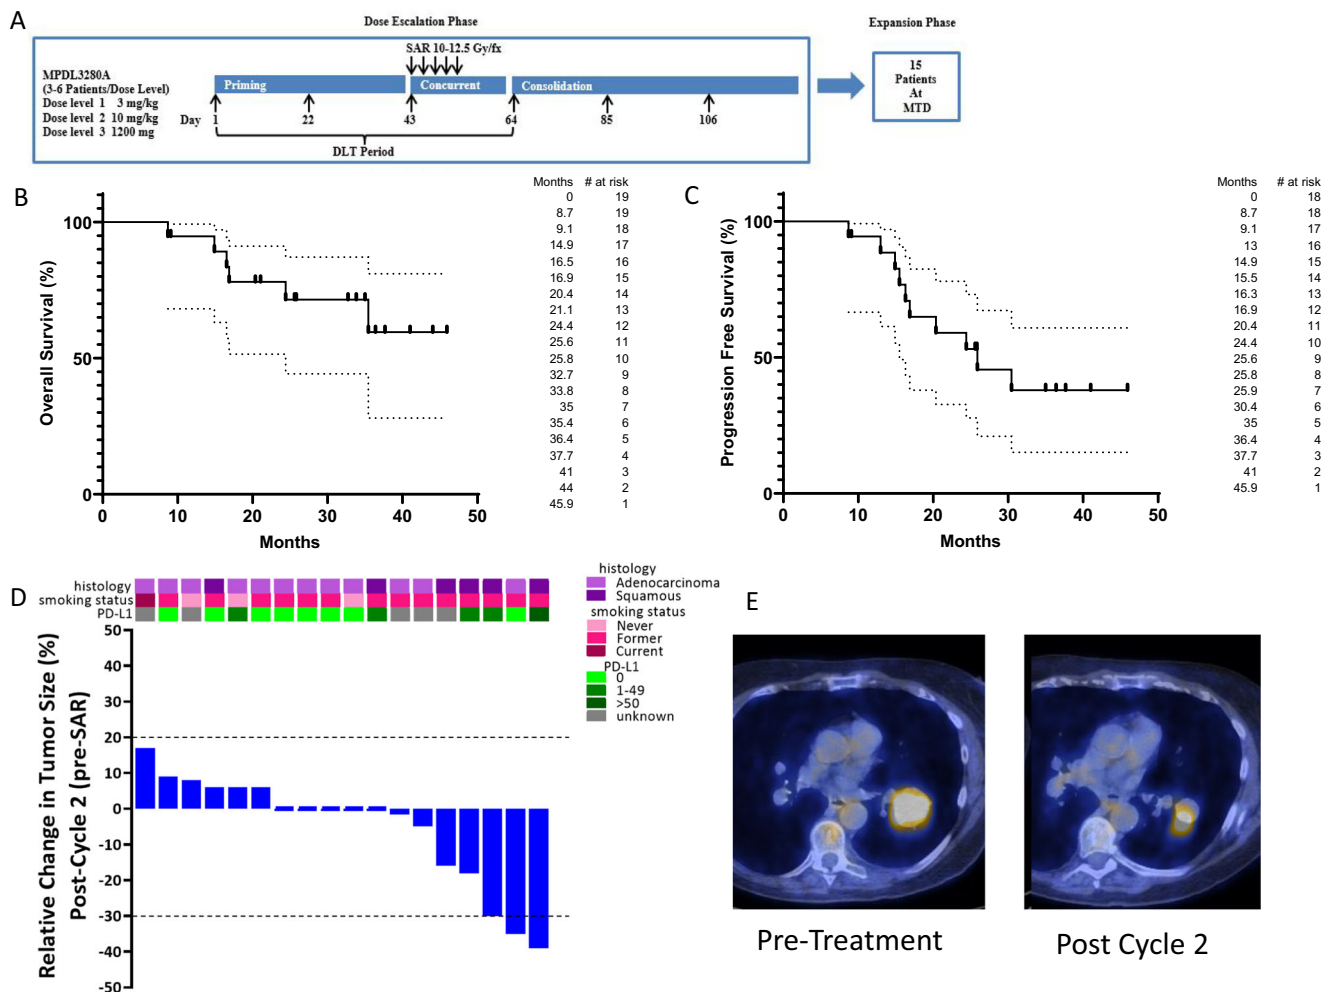 A
Dose Escalation Phase
Expansion Phase
SAR 10-12.5 Gy/fx
MPDL3280A
(3-6 Patients/Dose Level)
Dose level 1 3 mg/kg
Dose level 2 10 mg/kg
Dose level 3 1200 mg
Priming
Concurrent
Consolidation
Day 1 22 43 64 85 106
DLT Period
15
Patients
At
MTD
B
Overall Survival (%)
100
50
0
0 10 20 30 40 50
Months
Months # at risk
0 19
8.7 19
9.1 18
14.9 17
16.5 16
16.9 15
20.4 14
21.1 13
24.4 12
25.6 11
25.8 10
32.7 9
33.8 8
35 7
35.4 6
36.4 5
37.7 4
41 3
44 2
45.9 1
C
Progression Free Survival (%)
100
50
0
0 10 20 30 40 50
Months
Months # at risk
0 18
8.7 18
9.1 17
13 16
14.9 15
15.5 14
16.3 13
16.9 12
20.4 11
24.4 10
25.6 9
25.8 8
25.9 7
30.4 6
35 5
36.4 4
37.7 3
41 2
45.9 1
D
histology
smoking status
PD-L1
histology
Adenocarcinoma
Squamous
smoking status
Never
Former
Current
PD-L1
0
1-49
>50
unknown
Relative Change in Tumor Size (%)
Post-Cycle 2 (pre-SAR)
50
40
30
20
10
0
-10
-20
-30
-40
-50
E
Pre-Treatment
Post Cycle 2